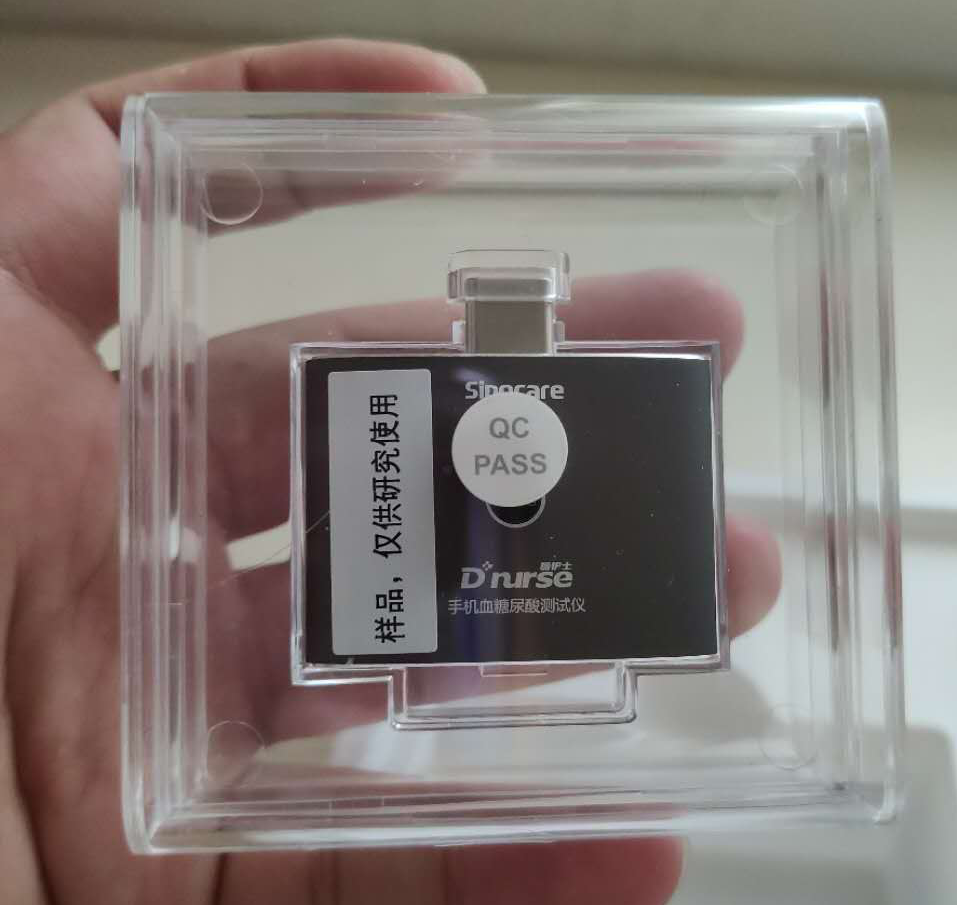 Sinocare
QC
PASS
糖护士
D'nurse
手机血糖尿酸测试仪
样品，仅供研究使用